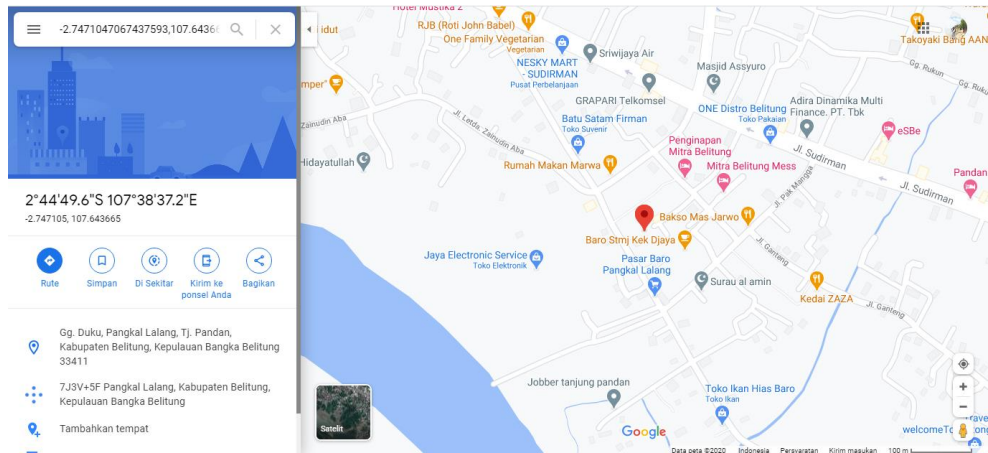 -2.7471047067437593,107.6436
2°44'49.6"S 107°38'37.2"E
-2.747105, 107.643665
Rute
Simpan
Di Sekitar
Kirim ke
ponsel Anda
Bagikan
Gg. Duku, Pangkal Lalang, Tj. Pandan,
Kabupaten Belitung, Kepulauan Bangka Belitung
33411
7J3V+5F Pangkal Lalang, Kabupaten Belitung,
Kepulauan Bangka Belitung
Tambahkan tempat
idut
Hotel Mustika 2
RJB (Roti John Babel)
One Family Vegetarian
Vegetarian
NESKY MART
- SUDIRMAN
Pusat Perbelanjaan
Sriwijaya Air
Masjid Assyuro
Takoyaki Bang AAN
Gg. Rukun
Gg. Ruku
mper"
Zainudin Aba
Jl. Letda. Zainudin Aba
GRAPARI Telkomsel
Batu Satam Firman
Toko Suvenir
ONE Distro Belitung
Toko Pakaian
Adira Dinamika Multi
Finance. PT. Tbk
eSBe
Hidayatullah
Rumah Makan Marwa
Penginapan
Mitra Belitung
Mitra Belitung Mess
Jl. Sudirman
Jl. Sudirman
Pandan
Jl. Pak Mangga
Bakso Mas Jarwo
Baro Stmj Kek Djaya
Jl. Ganteng
Jaya Electronic Service
Toko Elektronik
Pasar Baro
Pangkal Lalang
Surau al amin
Kedai ZAZA
Jl. Ganteng
Jobber tanjung pandan
Toko Ikan Hias Baro
Toko Ikan
Satelit
Google
welcomeT
Data peta ©2020 Indonesia Persyaratan Kirim masukan 100 m